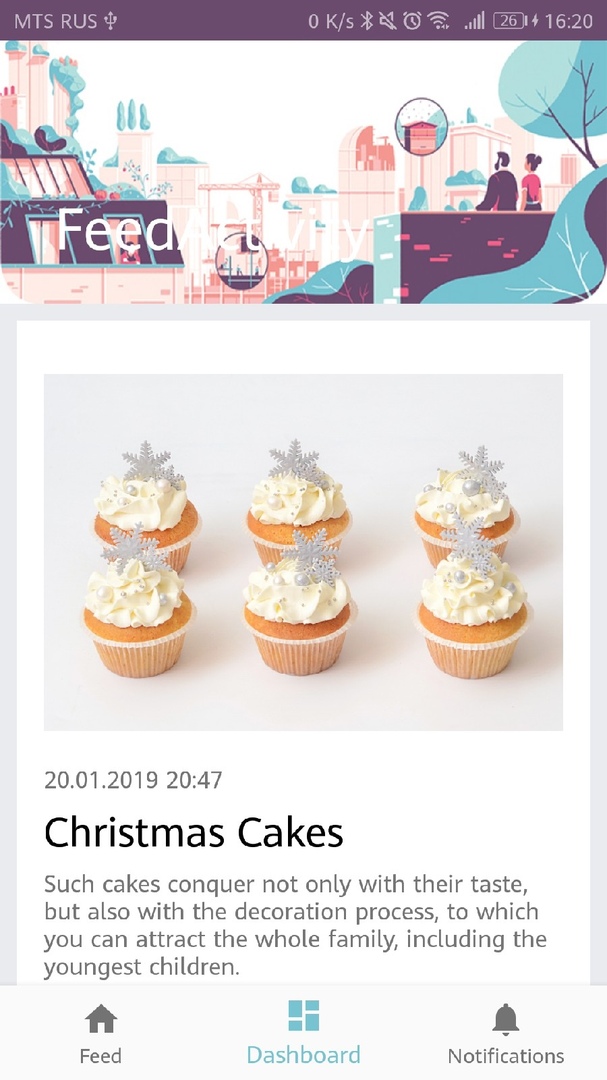 MTS RUS 0 K/s 26 16:20
FeedActivity
20.01.2019 20:47
Christmas Cakes
Such cakes conquer not only with their taste,
but also with the decoration process, to which
you can attract the whole family, including the
youngest children.
Feed Dashboard Notifications